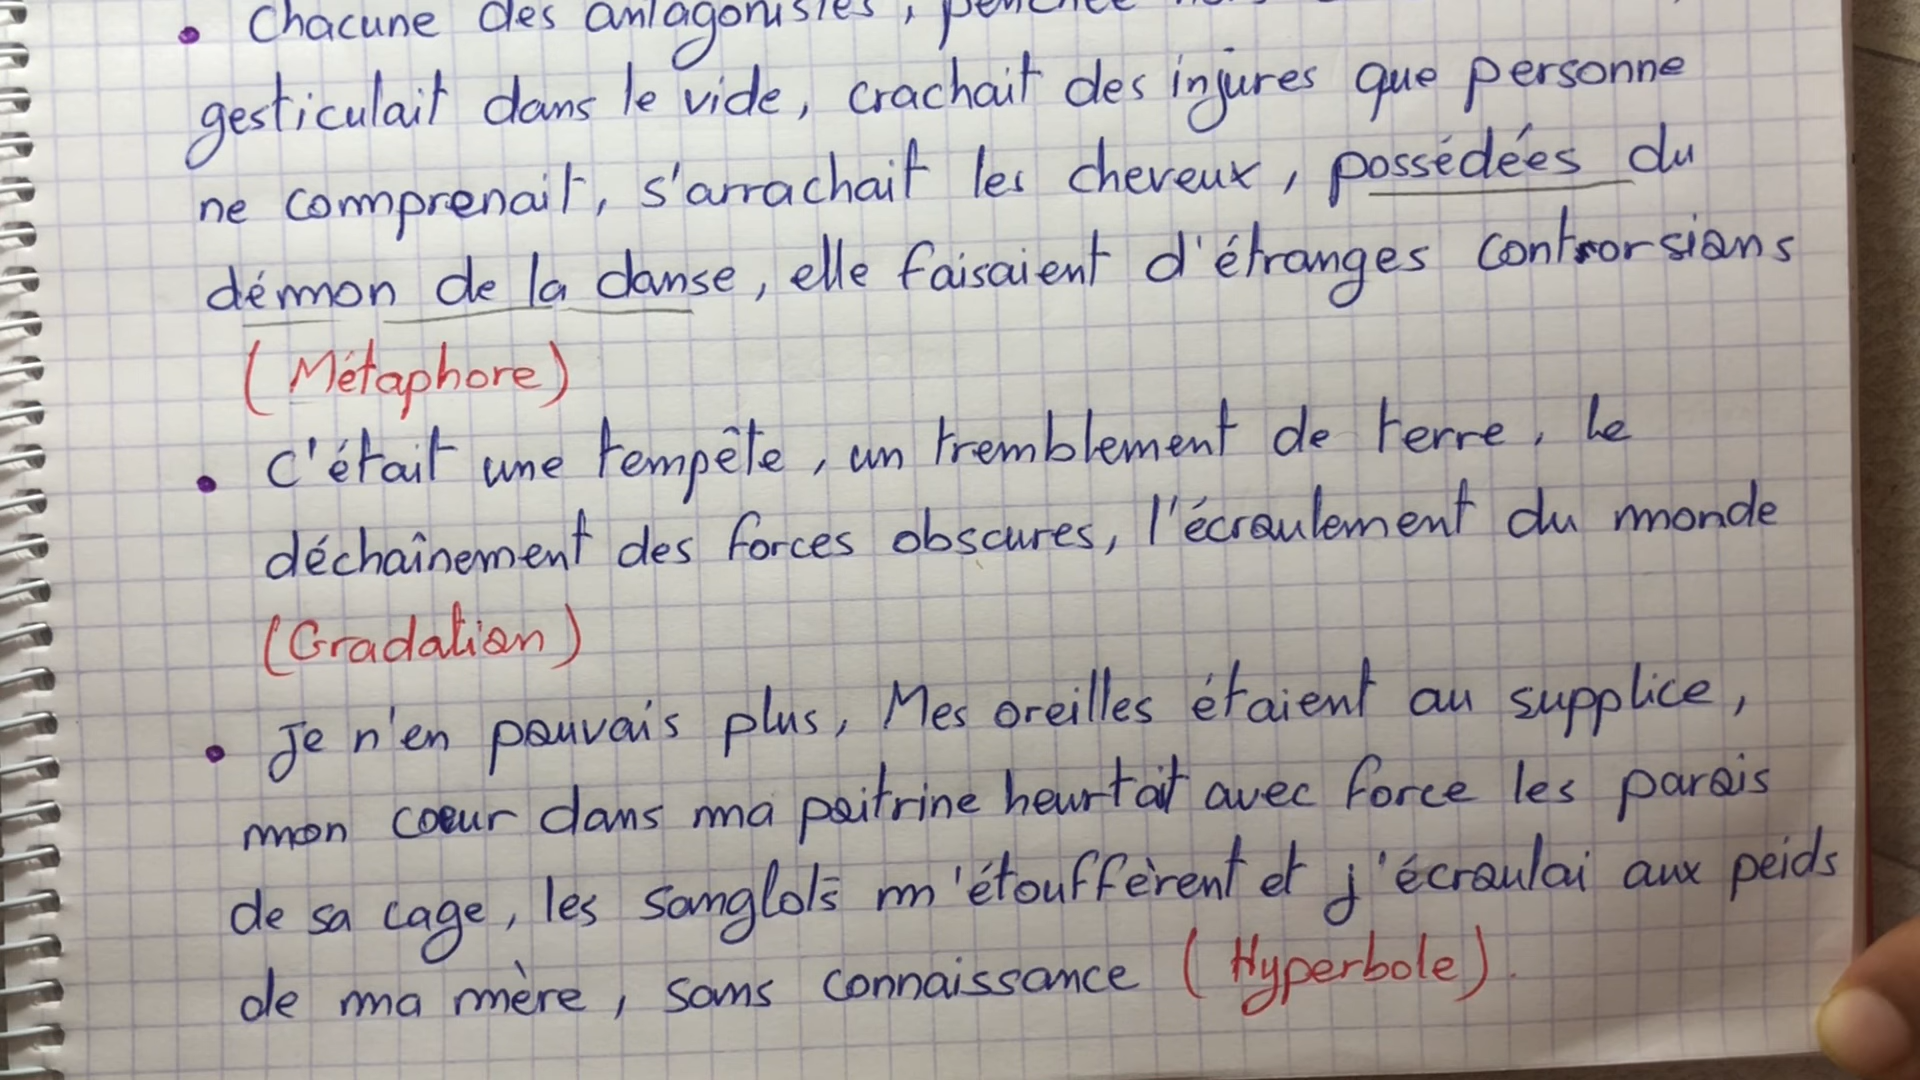 Chacune des antagonistes, penchée
gesticulait dans le vide, crachait des injures que personne
ne comprenait, s'arrachait les cheveux, possédées du
démon de la danse, elle faisaient d'étranges controrsions
(Métaphore)
C'était une tempête, un tremblement de terre, le
déchaînement des forces obscures, l'écroulement du monde
(Gradation)
Je n'en pouvais plus, Mes oreilles étaient au supplice,
mon coeur dans ma poitrine heurtait avec force les parois
de sa cage, les sanglots m'étouffèrent et j'écroulai aux peids
de ma mère, sans connaissance (Hyperbole).